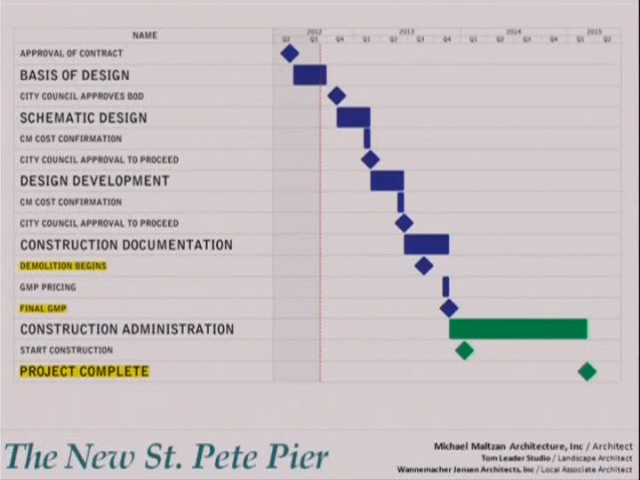 NAME
2012 2013 2014 2015
Q2 Q3 Q4 Q1 Q2 Q3 Q4 Q1 Q2 Q3 Q4 Q1 Q2
APPROVAL OF CONTRACT
BASIS OF DESIGN
CITY COUNCIL APPROVES BOD
SCHEMATIC DESIGN
CM COST CONFIRMATION
CITY COUNCIL APPROVAL TO PROCEED
DESIGN DEVELOPMENT
CM COST CONFIRMATION
CITY COUNCIL APPROVAL TO PROCEED
CONSTRUCTION DOCUMENTATION
DEMOLITION BEGINS
GMP PRICING
FINAL GMP
CONSTRUCTION ADMINISTRATION
START CONSTRUCTION
PROJECT COMPLETE
The New St. Pete Pier
Michael Maltzan Architecture, Inc / Architect
Tom Leader Studio / Landscape Architect
Wannemacher Jensen Architects, Inc / Local Associate Architect